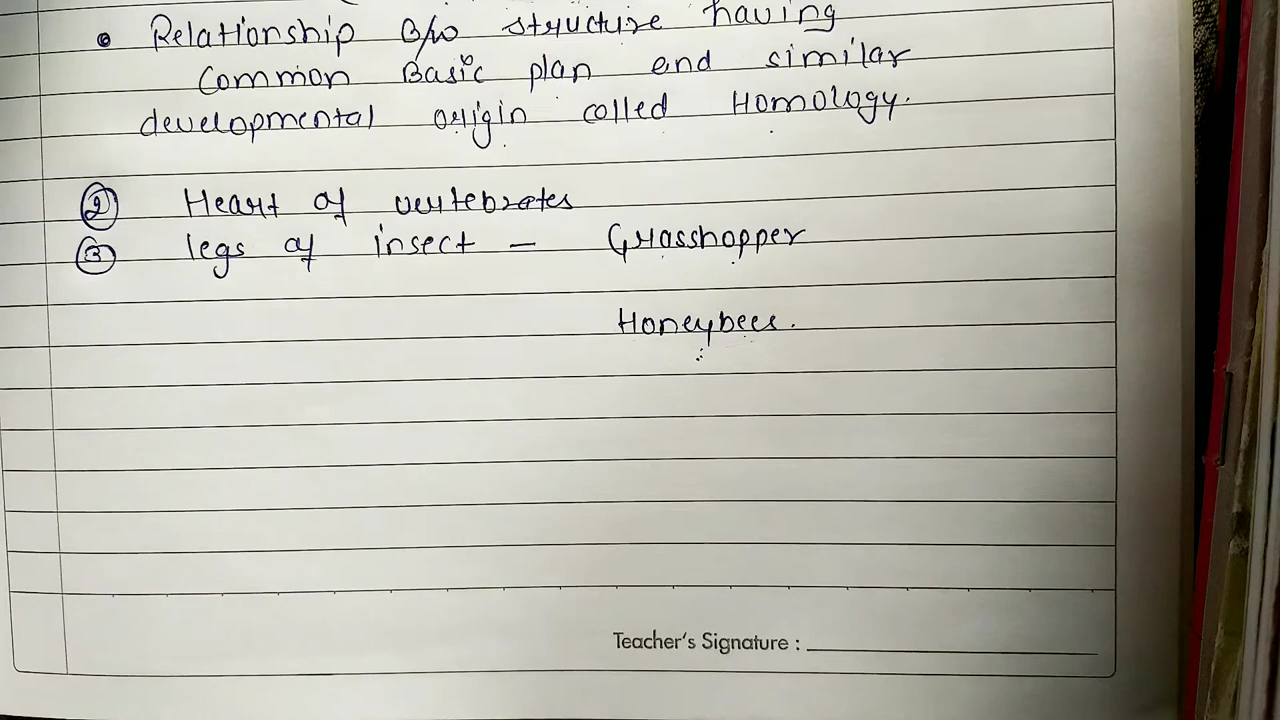 Relationship B/w structure having
Common Basic plan and similar
developmental origin called Homology.
② Heart of vertebrates
③ legs of insect - Grasshopper
Honeybees.
Teacher's Signature :